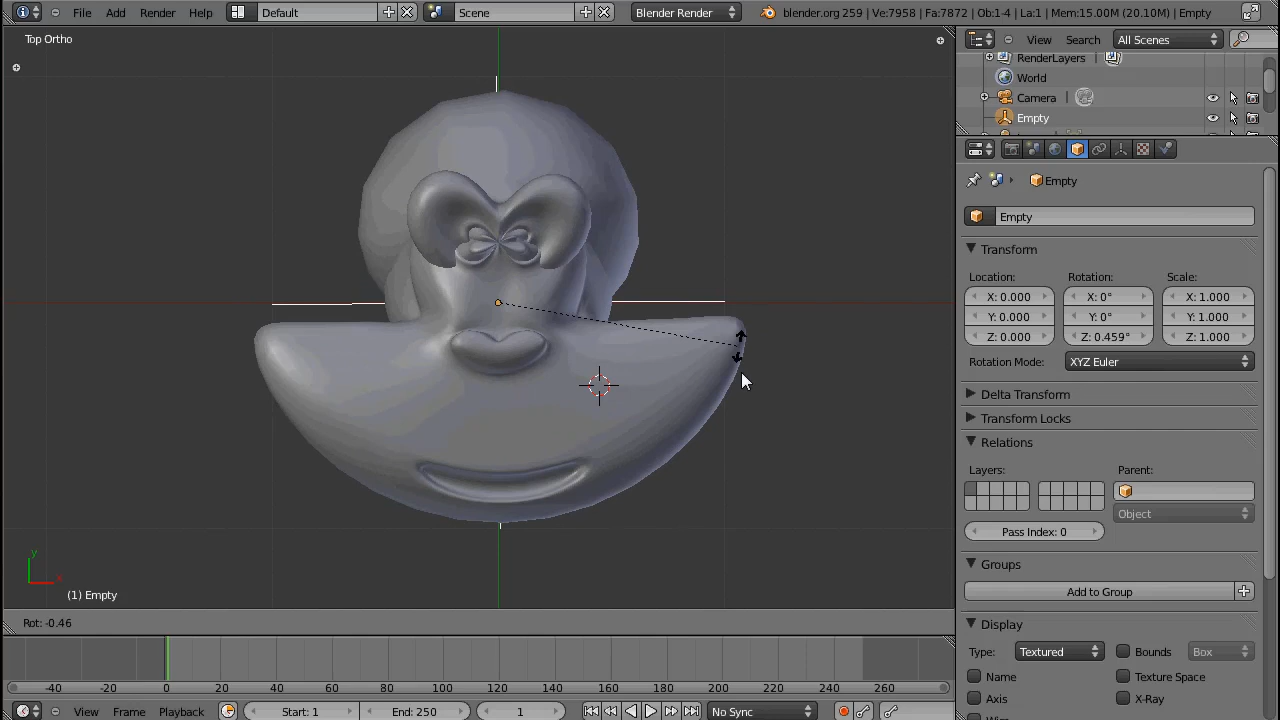 File Add Render Help Default Scene Blender Render blender.org 259 | Ve:7958 | Fa:7872 | Ob:1-4 | La:1 | Mem:15.00M (20.10M) | Empty
Top Ortho
View Search All Scenes
RenderLayers |
World
Camera |
Empty
Empty
Empty
Transform
Location: Rotation: Scale:
X: 0.000 X: 0° X: 1.000
Y: 0.000 Y: 0° Y: 1.000
Z: 0.000 Z: 0.459° Z: 1.000
Rotation Mode: XYZ Euler
Delta Transform
Transform Locks
Relations
Layers: Parent:
Object
Pass Index: 0
Groups
Add to Group
Display
Type: Textured Bounds Box
Name Texture Space
Axis X-Ray
y
x
(1) Empty
Rot: -0.46
-40 -20 0 20 40 60 80 100 120 140 160 180 200 220 240 260
View Frame Playback Start: 1 End: 250 1 No Sync